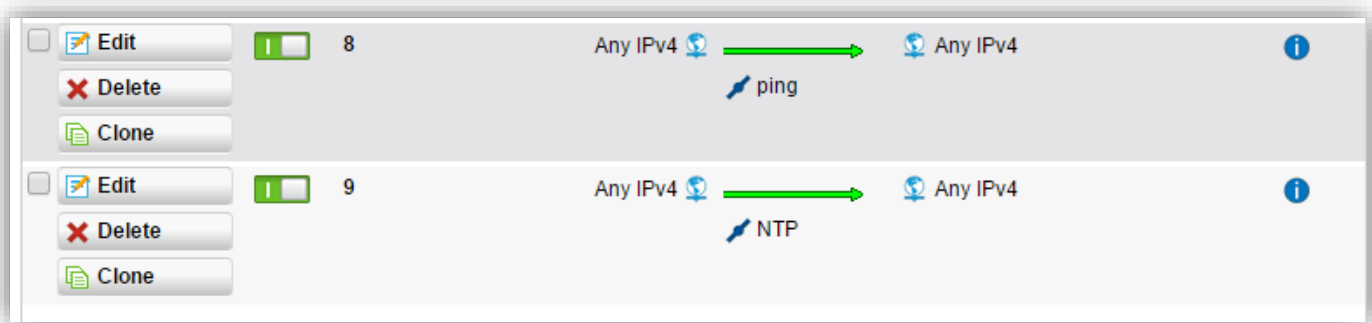 Edit 8 Any IPv4 Any IPv4
Delete ping
Clone
Edit 9 Any IPv4 Any IPv4
Delete NTP
Clone